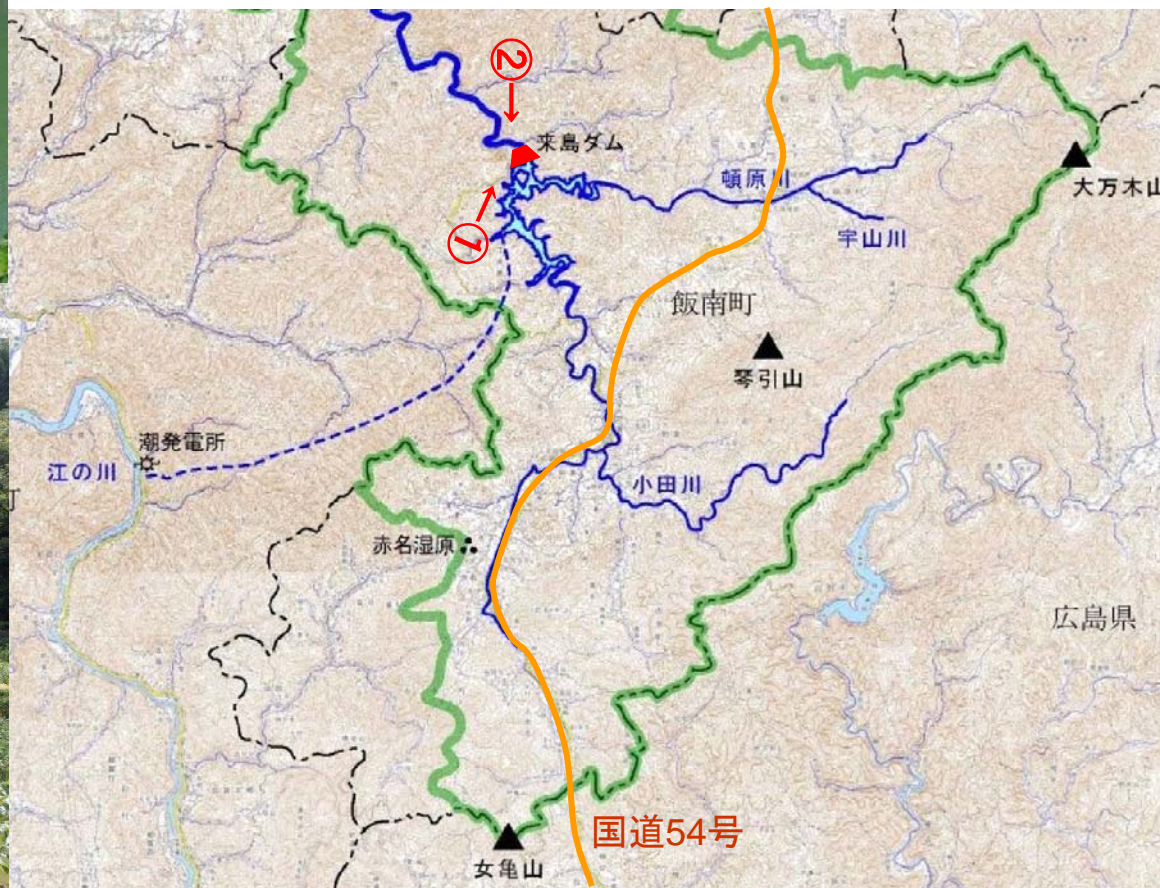 ②
来島ダム
頓原川
大万木山
宇山川
①
飯南町
琴引山
潮発電所
江の川
町
小田川
赤名湿原
広島県
国道54号
女亀山